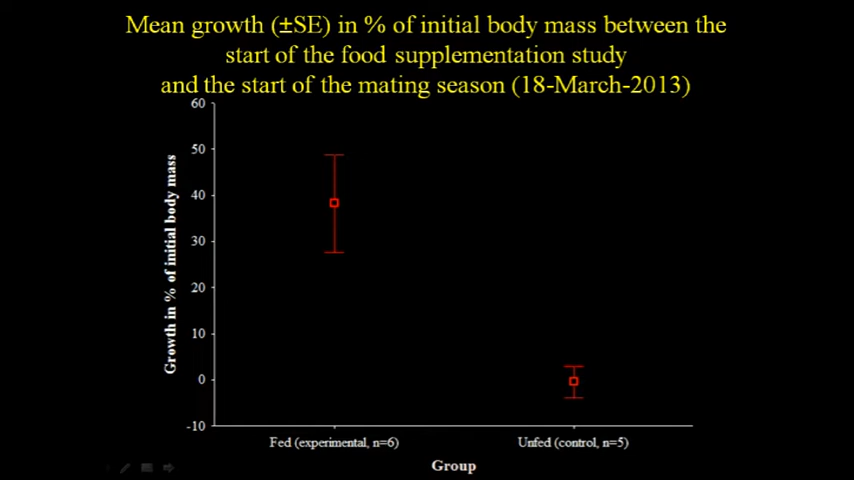 Mean growth (±SE) in % of initial body mass between the
start of the food supplementation study
and the start of the mating season (18-March-2013)
60
50
40
30
20
10
0
-10
Growth in % of initial body mass
Fed (experimental, n=6)
Unfed (control, n=5)
Group